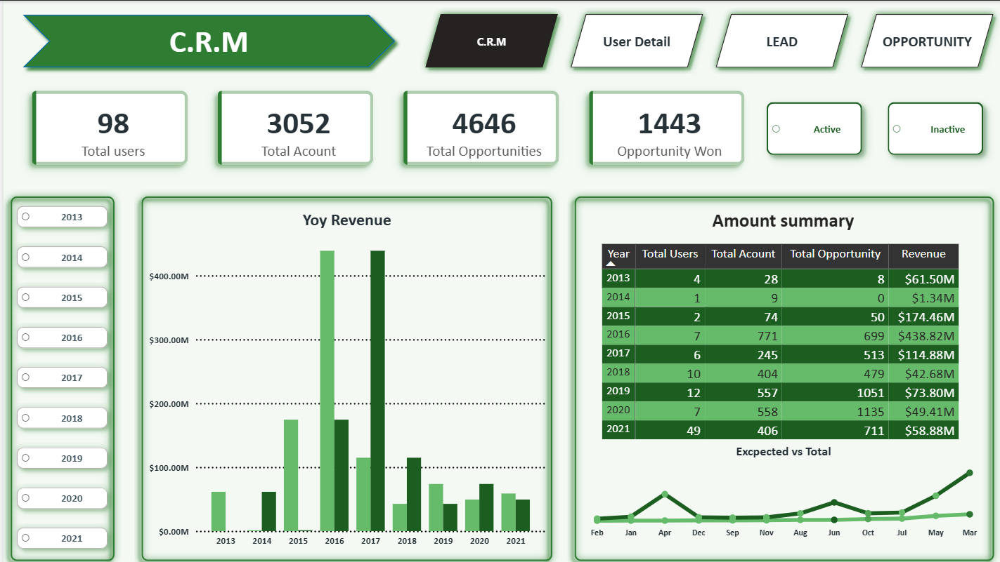 C.R.M
C.R.M
User Detail
LEAD
OPPORTUNITY
98
Total users
3052
Total Acount
4646
Total Opportunities
1443
Opportunity Won
Active
Inactive
2013
2014
2015
2016
2017
2018
2019
2020
2021
Yoy Revenue
$400.00M
$300.00M
$200.00M
$100.00M
$0.00M
2013 2014 2015 2016 2017 2018 2019 2020 2021
Amount summary
Year Total Users Total Acount Total Opportunity Revenue
2013 4 28 8 $61.50M
2014 1 9 0 $1.34M
2015 2 74 50 $174.46M
2016 7 771 699 $438.82M
2017 6 245 513 $114.88M
2018 10 404 479 $42.68M
2019 12 557 1051 $73.80M
2020 7 558 1135 $49.41M
2021 49 406 711 $58.88M
Excpected vs Total
Feb Jan Apr Dec Sep Nov Aug Jun Oct Jul May Mar